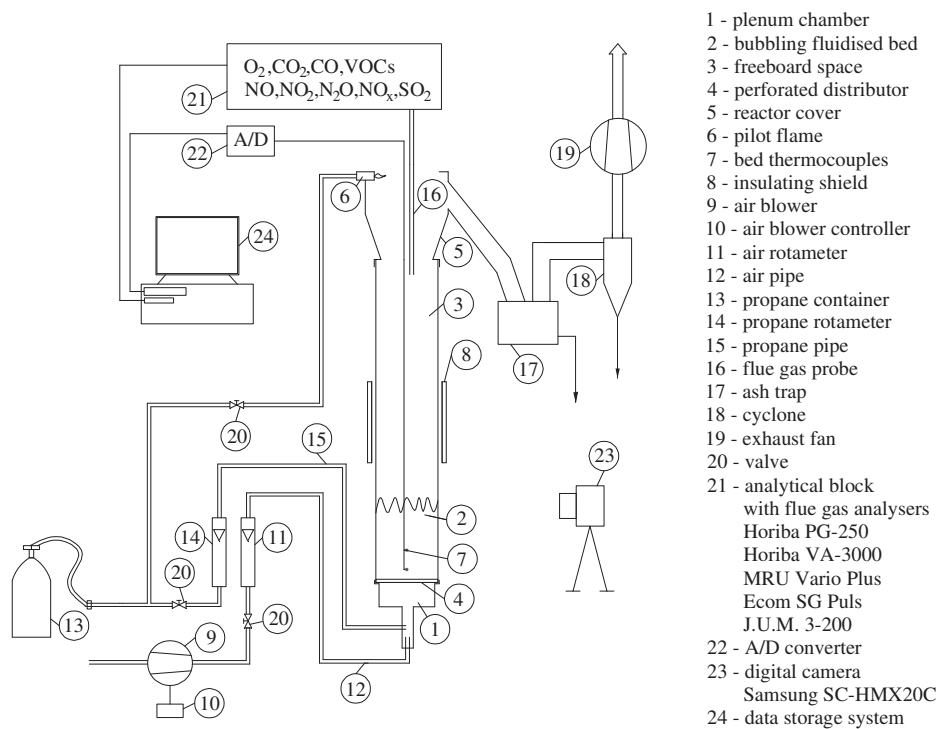 O2,CO2,CO,VOCs
NO,NO2,N2O,NOx,SO2
21
A/D
22
6
16
19
24
5
18
3
17
8
20
15
23
14
11
2
7
20
4
13
20
1
9
12
10
1 - plenum chamber
2 - bubbling fluidised bed
3 - freeboard space
4 - perforated distributor
5 - reactor cover
6 - pilot flame
7 - bed thermocouples
8 - insulating shield
9 - air blower
10 - air blower controller
11 - air rotameter
12 - air pipe
13 - propane container
14 - propane rotameter
15 - propane pipe
16 - flue gas probe
17 - ash trap
18 - cyclone
19 - exhaust fan
20 - valve
21 - analytical block
with flue gas analysers
Horiba PG-250
Horiba VA-3000
MRU Vario Plus
Ecom SG Puls
J.U.M. 3-200
22 - A/D converter
23 - digital camera
Samsung SC-HMX20C
24 - data storage system